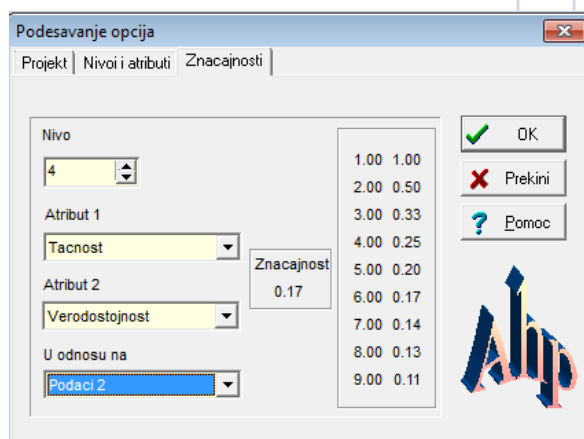 Podesavanje opcija
Projekt
Nivoi i atributi
Znacajnosti
Nivo
4
Atribut 1
Tacnost
Atribut 2
Verodostojnost
U odnosu na
Podaci 2
Znacajnost
0.17
1.00 1.00
2.00 0.50
3.00 0.33
4.00 0.25
5.00 0.20
6.00 0.17
7.00 0.14
8.00 0.13
9.00 0.11
OK
Prekini
Pomoc
Ahp